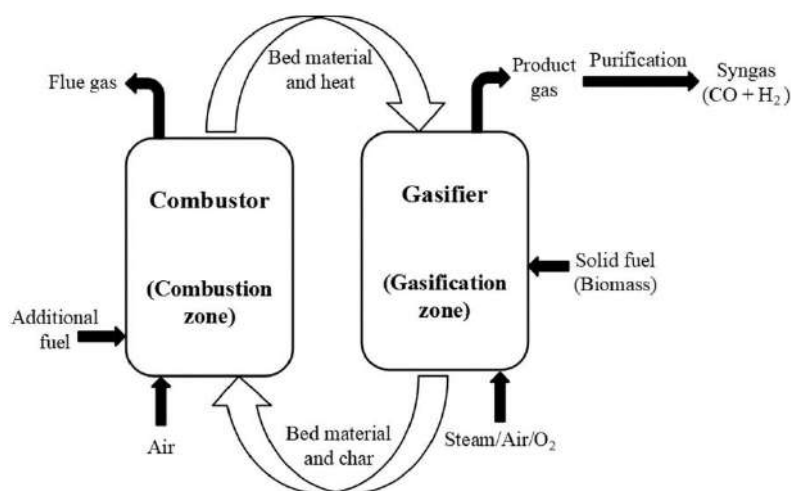 Bed material
and heat
Flue gas
Product
gas
Purification
Syngas
(CO + H₂)
Combustor
(Combustion
zone)
Gasifier
(Gasification
zone)
Solid fuel
(Biomass)
Additional
fuel
Air
Bed material
and char
Steam/Air/O₂